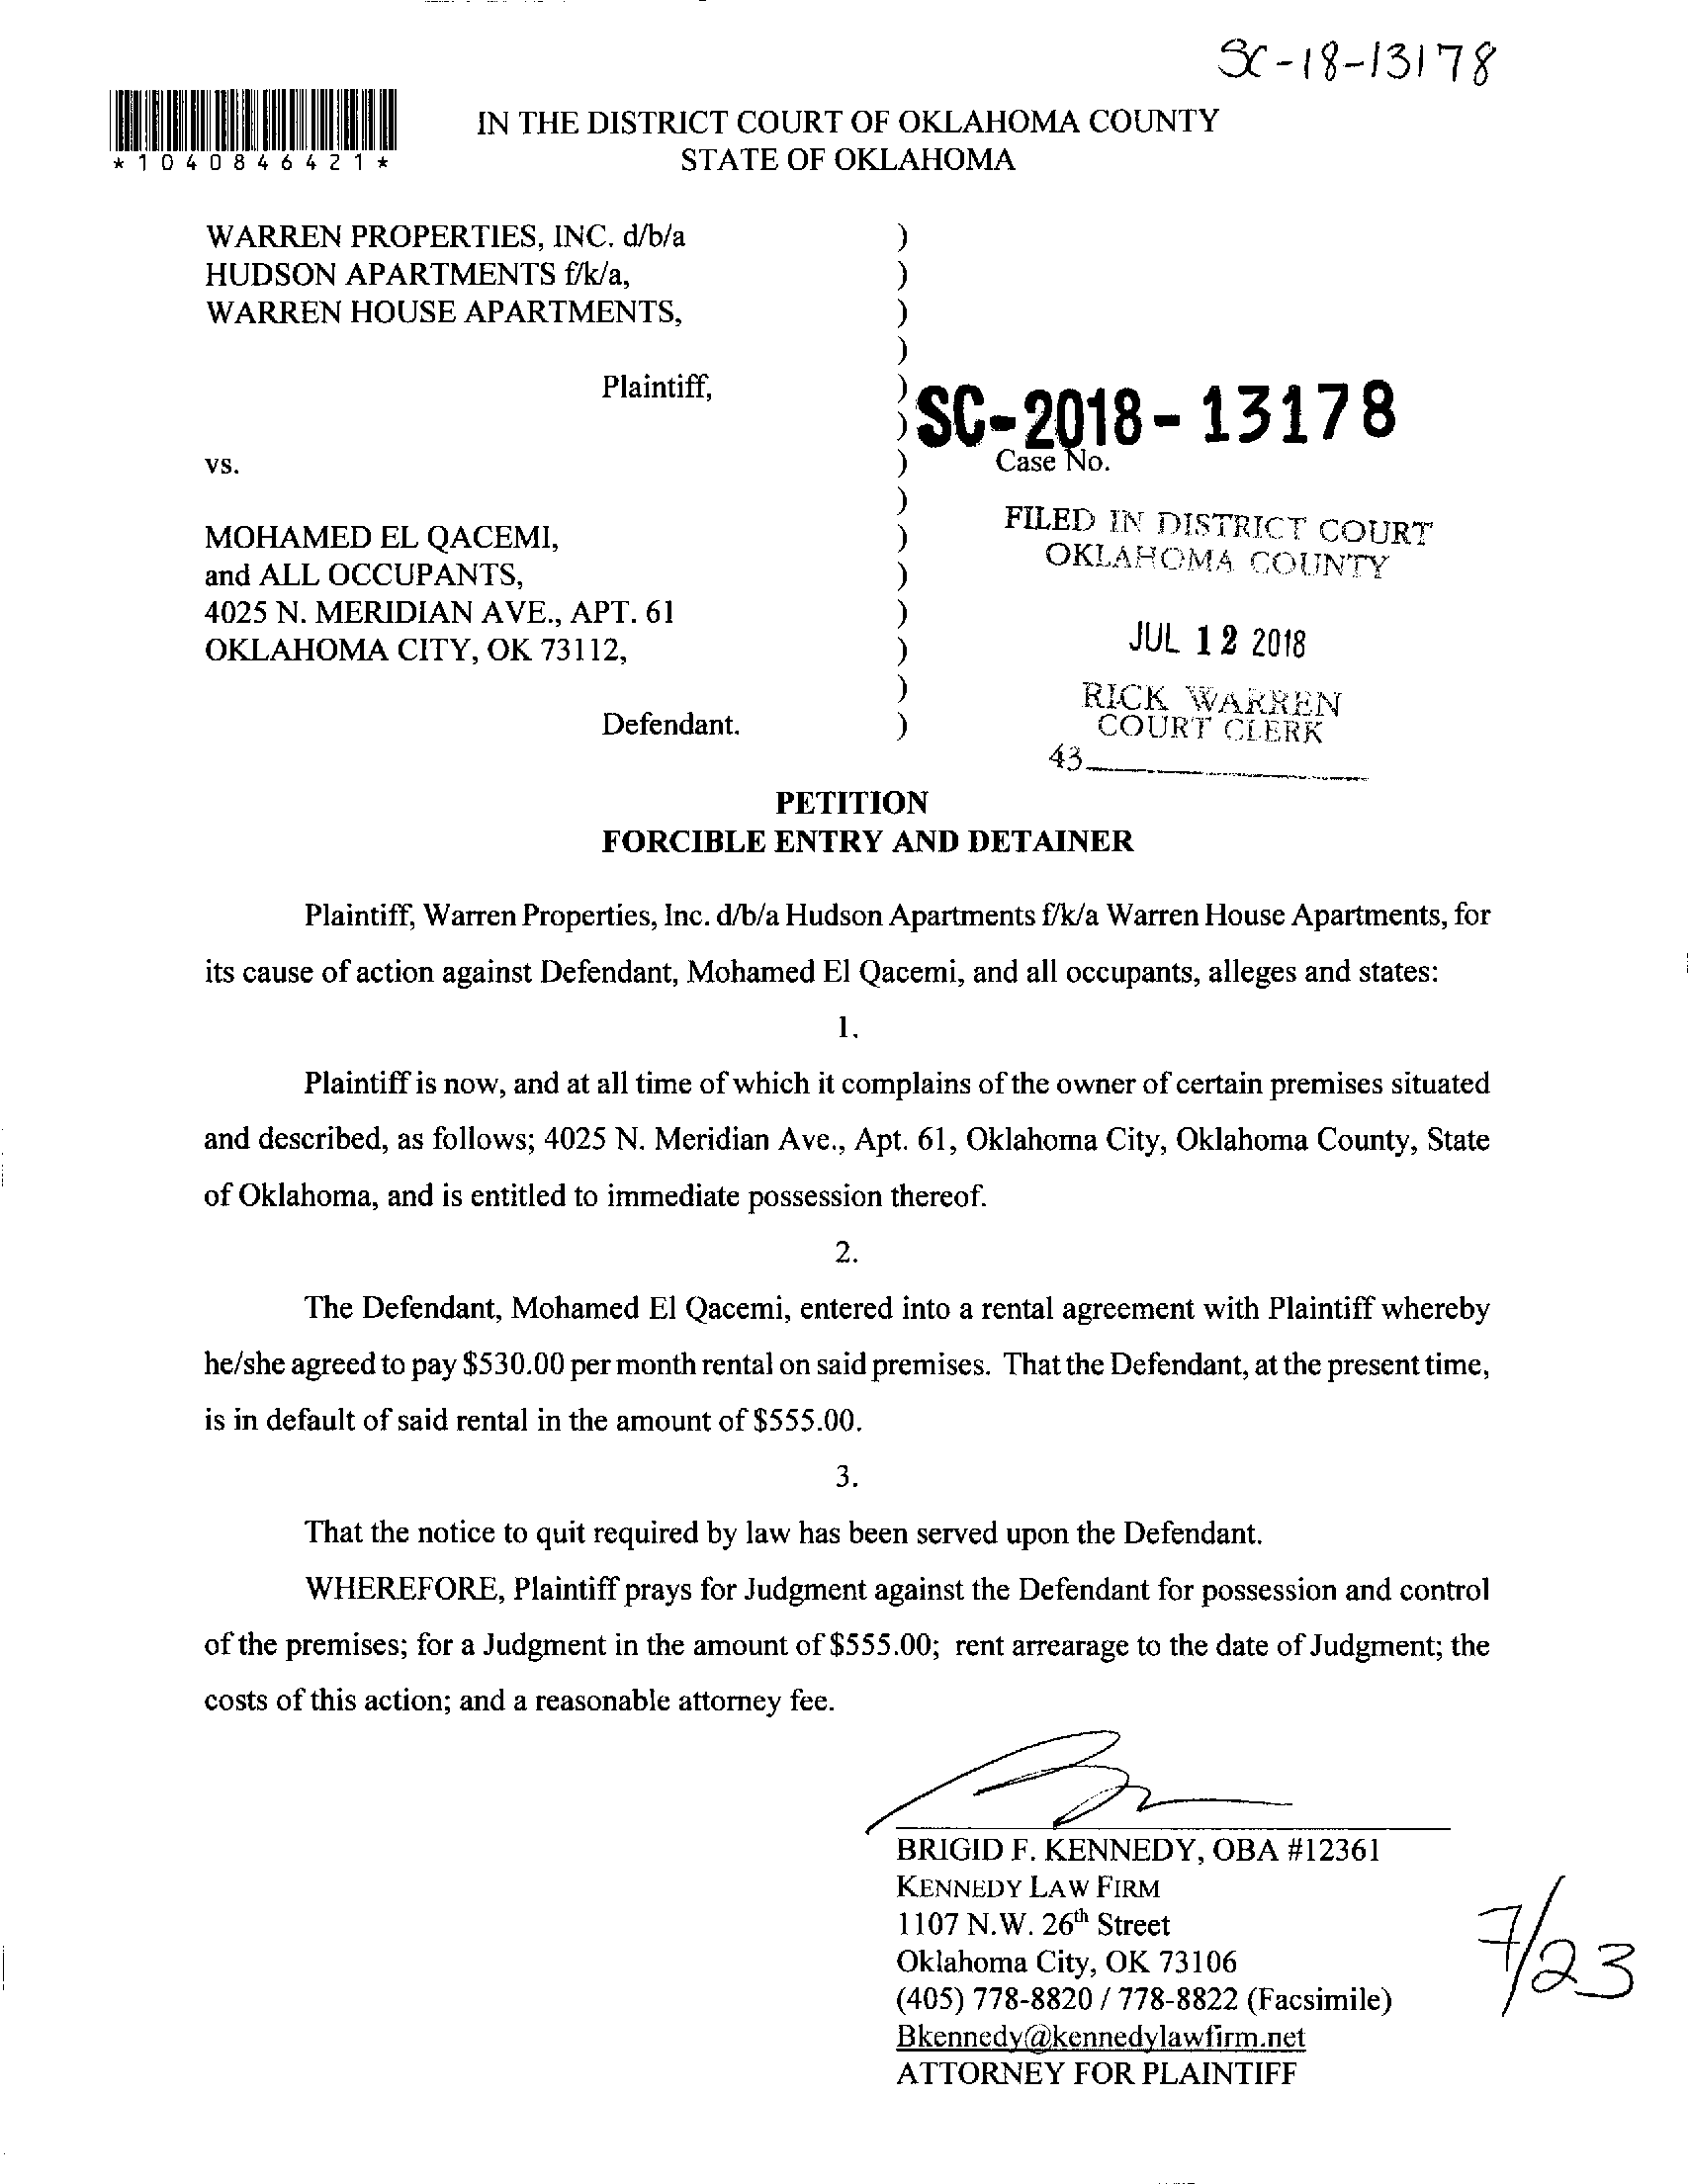 SC-18-13178
*1040846421*
IN THE DISTRICT COURT OF OKLAHOMA COUNTY
STATE OF OKLAHOMA
WARREN PROPERTIES, INC. d/b/a )
HUDSON APARTMENTS f/k/a, )
WARREN HOUSE APARTMENTS, )
)
Plaintiff, )
) SC-2018-13178
vs. ) Case No.
)
MOHAMED EL QACEMI, )
and ALL OCCUPANTS, )
4025 N. MERIDIAN AVE., APT. 61 )
OKLAHOMA CITY, OK 73112, )
)
Defendant. )
FILED IN DISTRICT COURT
OKLAHOMA COUNTY
JUL 12 2018
RICK WARREN
COURT CLERK
43
PETITION
FORCIBLE ENTRY AND DETAINER
Plaintiff, Warren Properties, Inc. d/b/a Hudson Apartments f/k/a Warren House Apartments, for
its cause of action against Defendant, Mohamed El Qacemi, and all occupants, alleges and states:
1.
Plaintiff is now, and at all time of which it complains of the owner of certain premises situated
and described, as follows; 4025 N. Meridian Ave., Apt. 61, Oklahoma City, Oklahoma County, State
of Oklahoma, and is entitled to immediate possession thereof.
2.
The Defendant, Mohamed El Qacemi, entered into a rental agreement with Plaintiff whereby
he/she agreed to pay $530.00 per month rental on said premises. That the Defendant, at the present time,
is in default of said rental in the amount of $555.00.
3.
That the notice to quit required by law has been served upon the Defendant.
WHEREFORE, Plaintiff prays for Judgment against the Defendant for possession and control
of the premises; for a Judgment in the amount of $555.00; rent arrearage to the date of Judgment; the
costs of this action; and a reasonable attorney fee.
BRIGID F. KENNEDY, OBA #12361
KENNEDY LAW FIRM
1107 N.W. 26th Street
Oklahoma City, OK 73106
(405) 778-8820 / 778-8822 (Facsimile)
Bkennedy@kennedylawfirm.net
ATTORNEY FOR PLAINTIFF
7/23